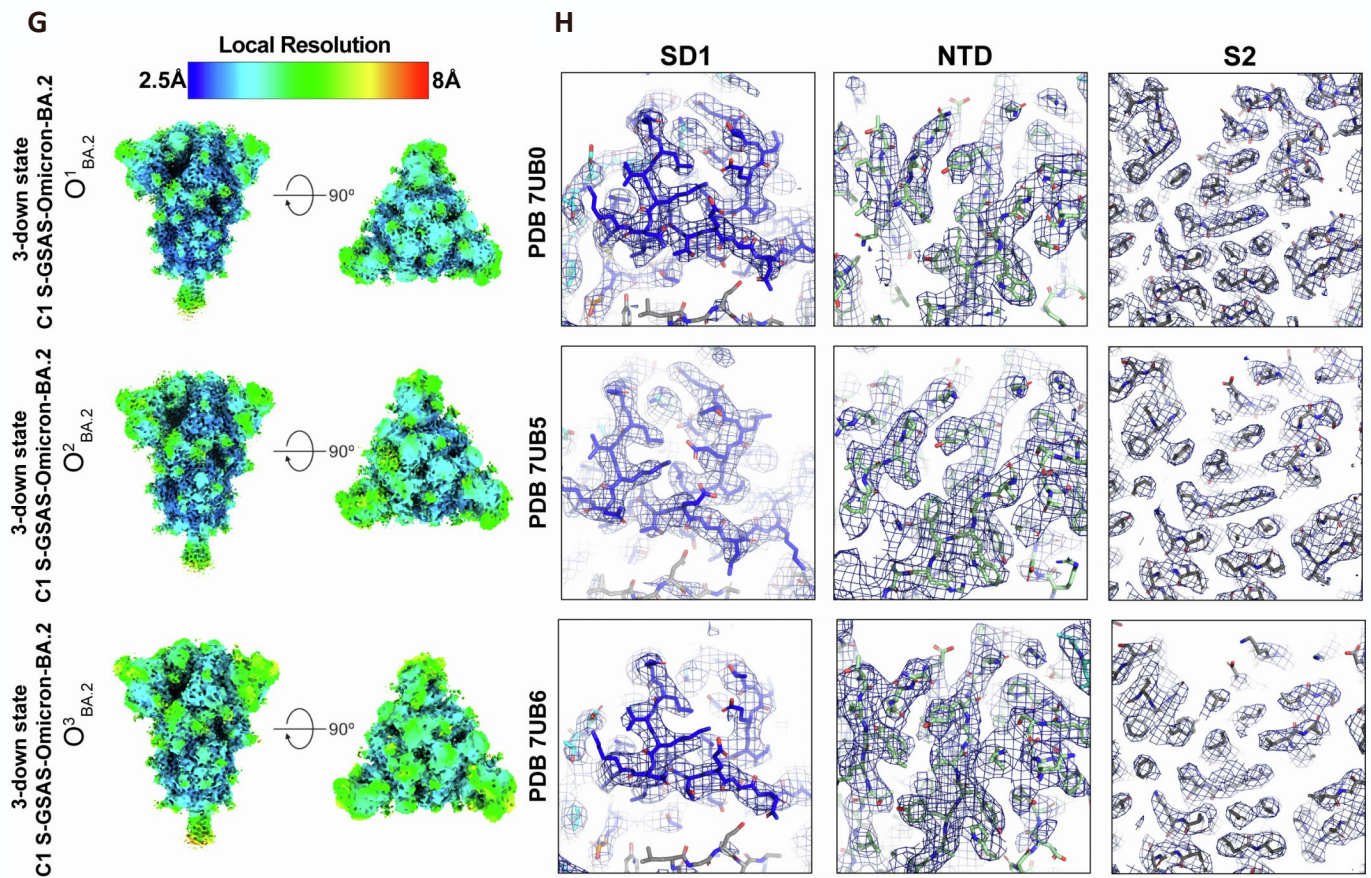 G
Local Resolution
2.5Å
8Å
3-down state
C1 S-GSAS-Omicron-BA.2
O1BA.2
90º
3-down state
C1 S-GSAS-Omicron-BA.2
O2BA.2
90º
3-down state
C1 S-GSAS-Omicron-BA.2
O3BA.2
90º
H
SD1
NTD
S2
PDB 7UB0
PDB 7UB5
PDB 7UB6